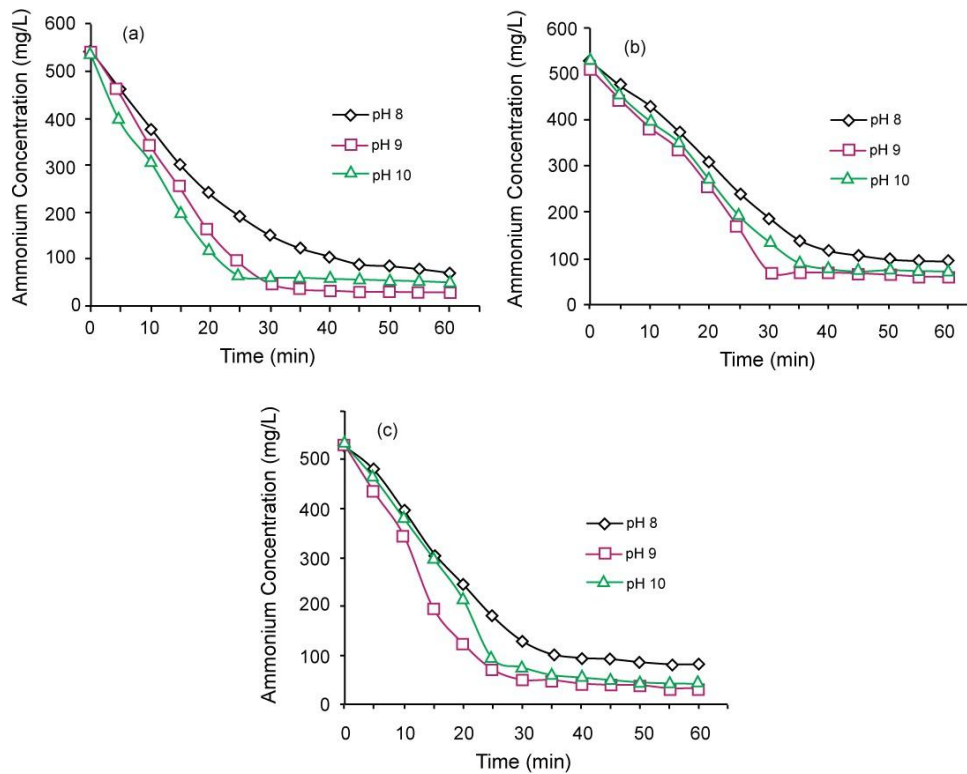 (a)
Ammonium Concentration (mg/L)
600
500
400
300
200
100
0
pH 8
pH 9
pH 10
0 10 20 30 40 50 60
Time (min)
(b)
Ammonium Concentration (mg/L)
600
500
400
300
200
100
0
pH 8
pH 9
pH 10
0 10 20 30 40 50 60
Time (min)
(c)
Ammonium Concentration (mg/L)
500
400
300
200
100
0
pH 8
pH 9
pH 10
0 10 20 30 40 50 60
Time (min)